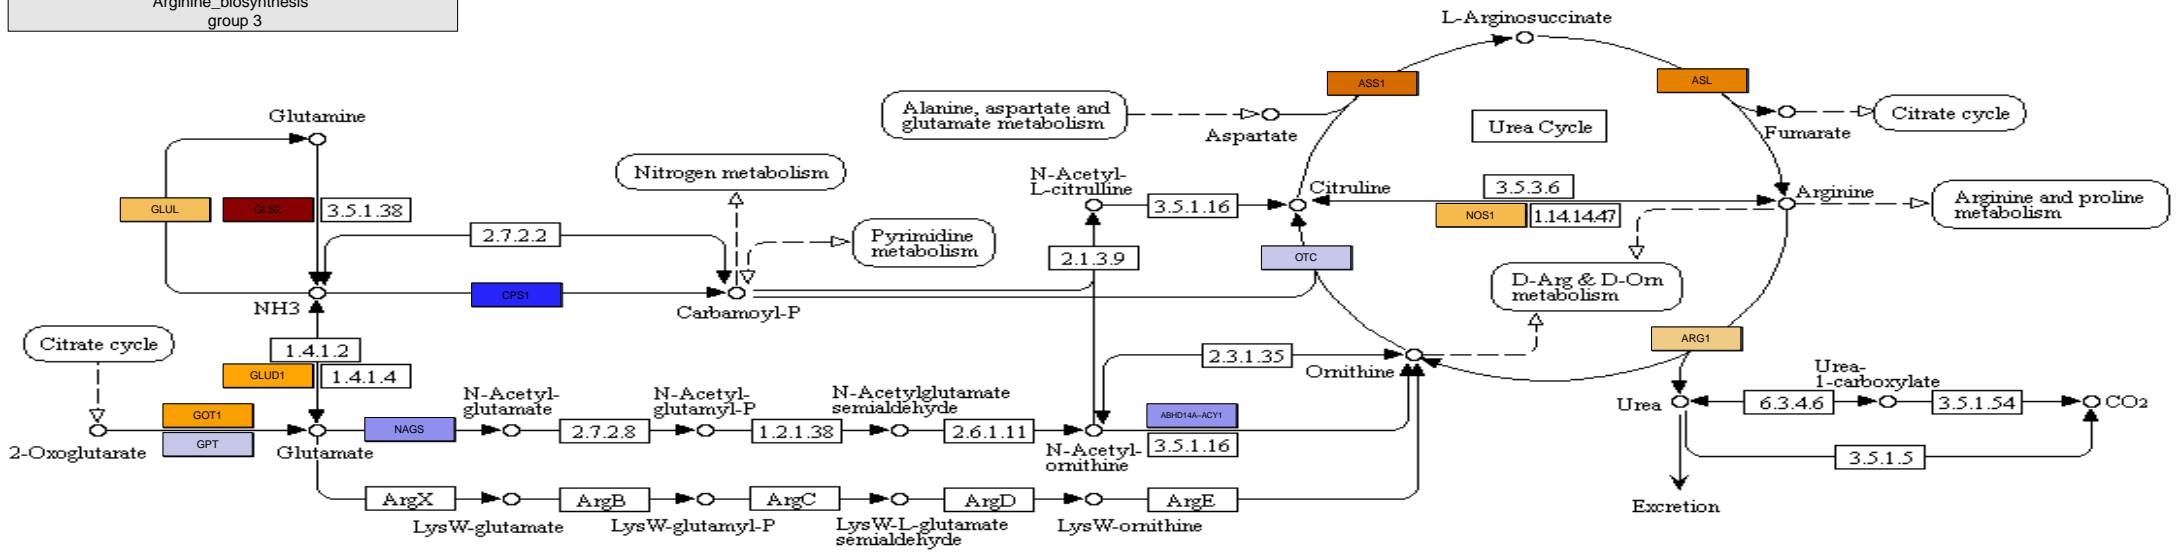 Arginine_biosynthesis
group 3
L-Arginosuccinate
ASS1
ASL
Alanine, aspartate and
glutamate metabolism
Aspartate
Urea Cycle
Fumarate
Citrate cycle
Glutamine
Nitrogen metabolism
N-Acetyl-
L-citrulline
3.5.1.16
Citruline
3.5.3.6
NOS1
1.14.14.47
Arginine
Arginine and proline
metabolism
GLUL
GLS2
3.5.1.38
2.7.2.2
Pyrimidine
metabolism
2.1.3.9
OTC
D-Arg & D-Orn
metabolism
NH3
CPS1
Carbamoyl-P
Citrate cycle
1.4.1.2
GLUD1
1.4.1.4
2.3.1.35
Ornithine
ARG1
Urea-
1-carboxylate
Urea
6.3.4.6
3.5.1.54
CO2
GOT1
GPT
2-Oxoglutarate
Glutamate
NAGS
N-Acetyl-
glutamate
2.7.2.8
N-Acetyl-
glutamyl-P
1.2.1.38
N-Acetylglutamate
semialdehyde
2.6.1.11
N-Acetyl-
ornithine
ABHD14A-ACY1
3.5.1.16
3.5.1.5
Excretion
ArgX
LysW-glutamate
ArgB
LysW-glutamyl-P
ArgC
LysW-L-glutamate
semialdehyde
ArgD
LysW-ornithine
ArgE